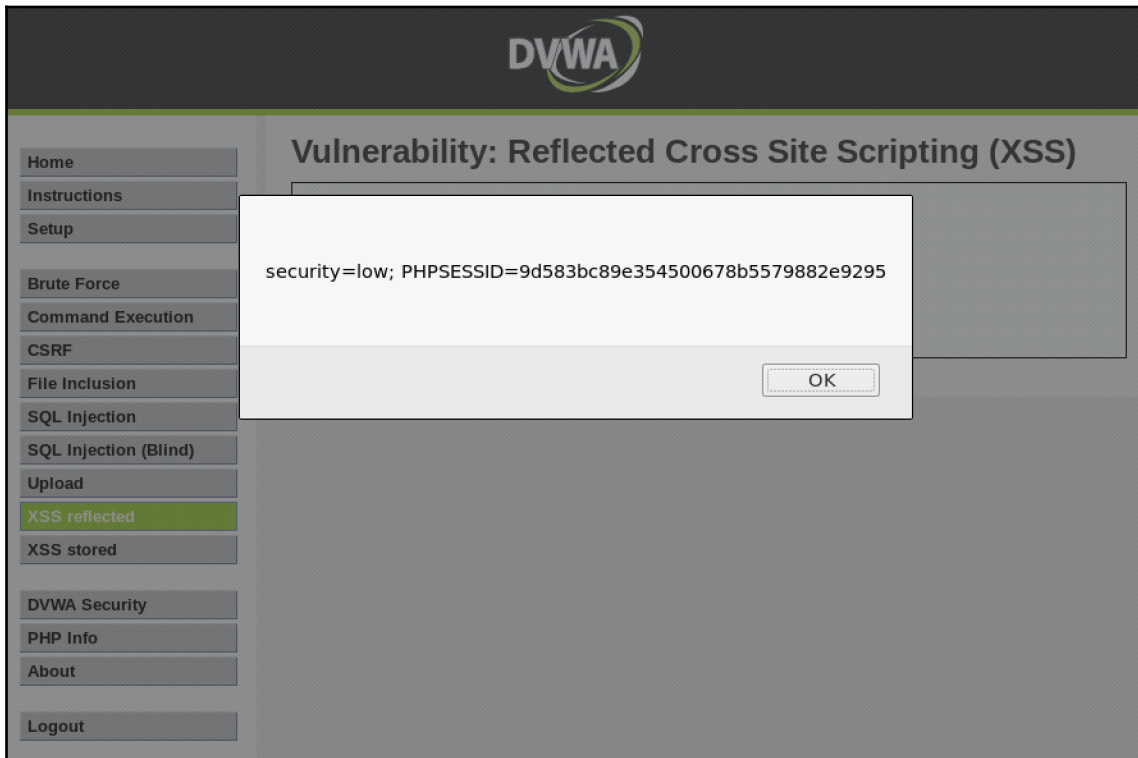 DVWA
Vulnerability: Reflected Cross Site Scripting (XSS)
Home
Instructions
Setup
Brute Force
Command Execution
CSRF
File Inclusion
SQL Injection
SQL Injection (Blind)
Upload
XSS reflected
XSS stored
DVWA Security
PHP Info
About
Logout
security=low; PHPSESSID=9d583bc89e354500678b5579882e9295
OK